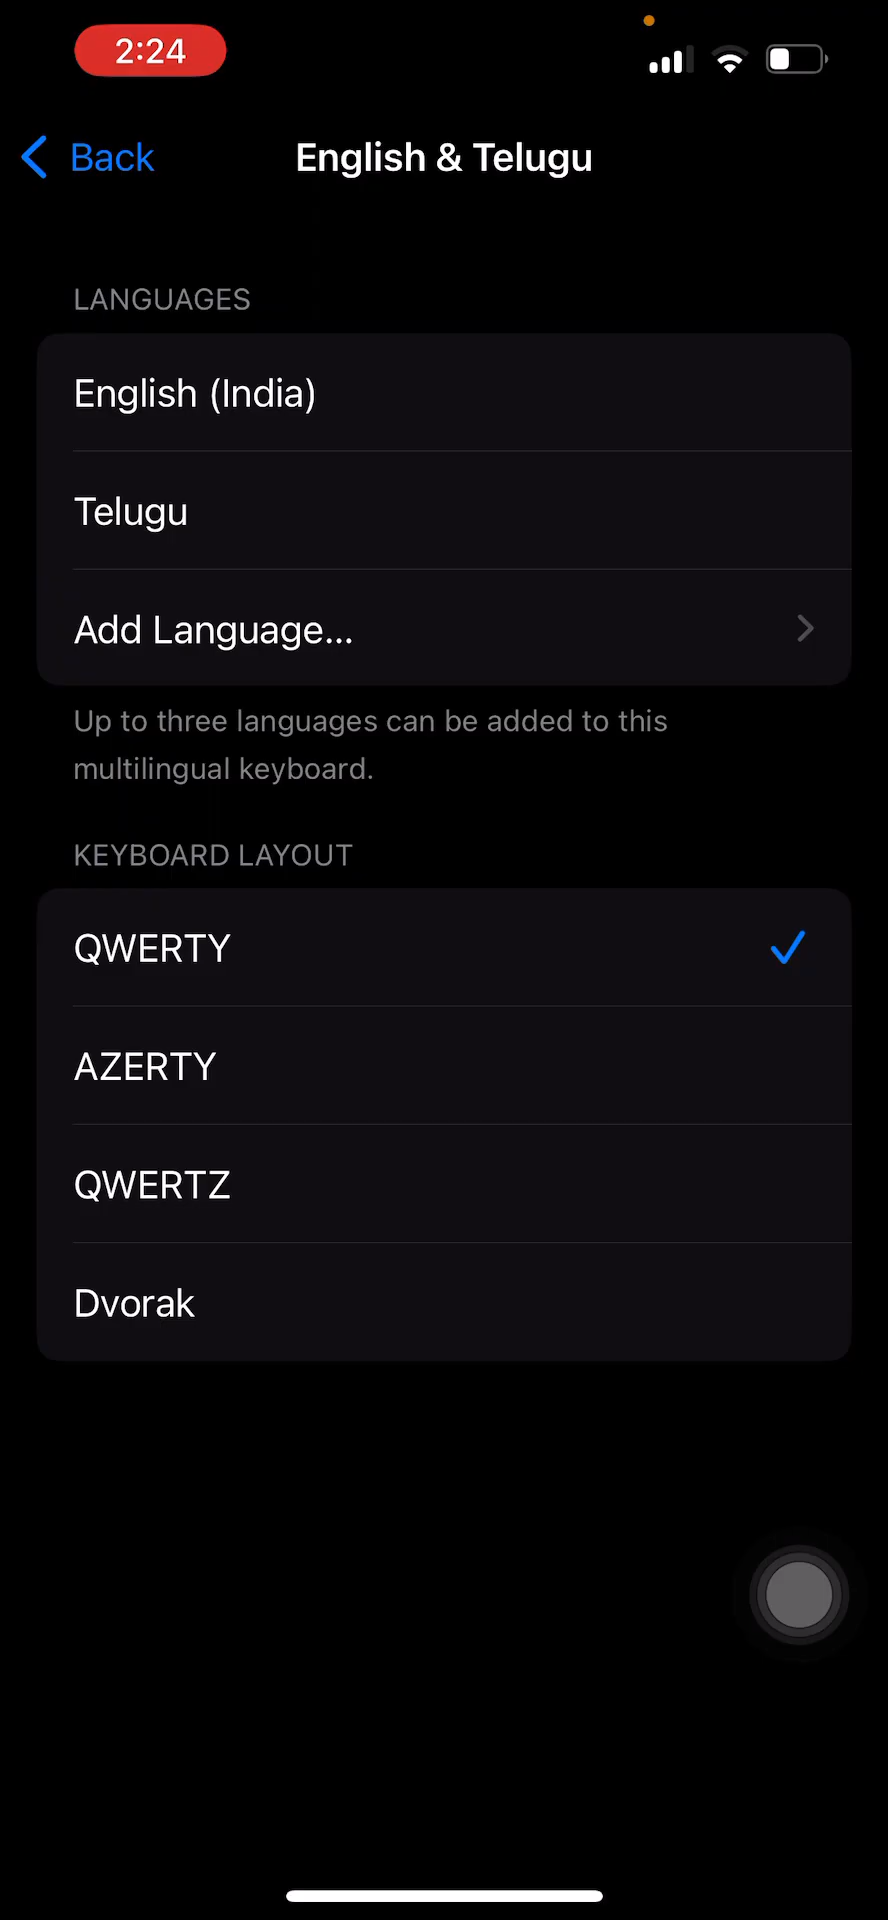 2:24
Back
English & Telugu
LANGUAGES
English (India)
Telugu
Add Language...
Up to three languages can be added to this
multilingual keyboard.
KEYBOARD LAYOUT
QWERTY
AZERTY
QWERTZ
Dvorak